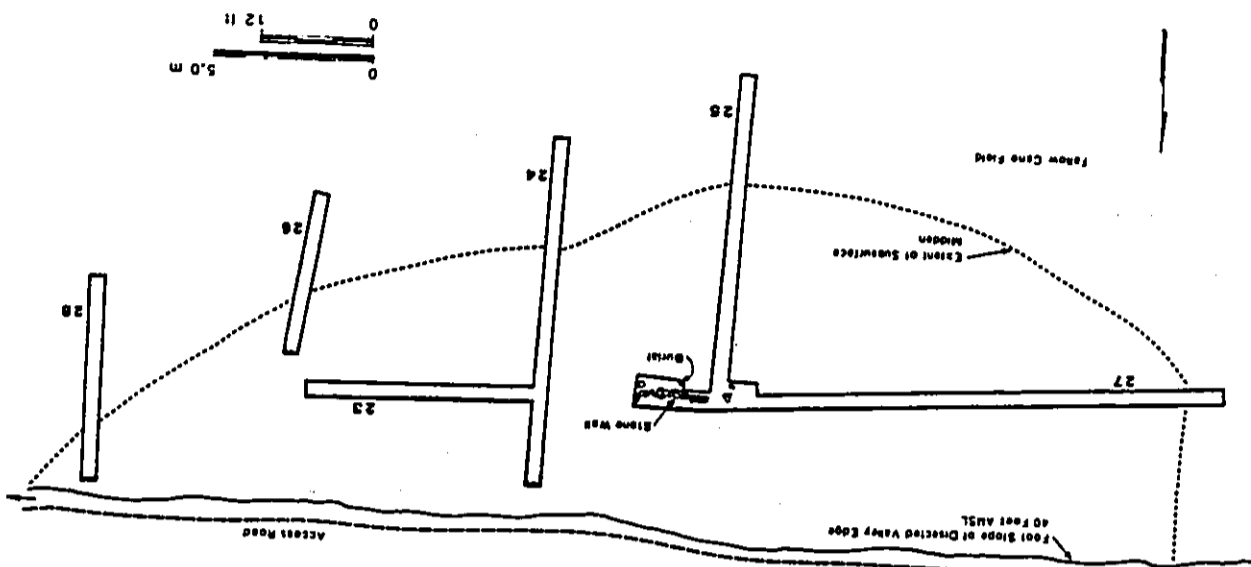 Foot Slope of Disected Valley Edge
40 Feet AMSL
Access Road
Stone Wall
27
23
Burial
28
Extent of Subsurface
Midden
26
24
Fallow Cane Field
25
0 5.0 m
0 12 ft